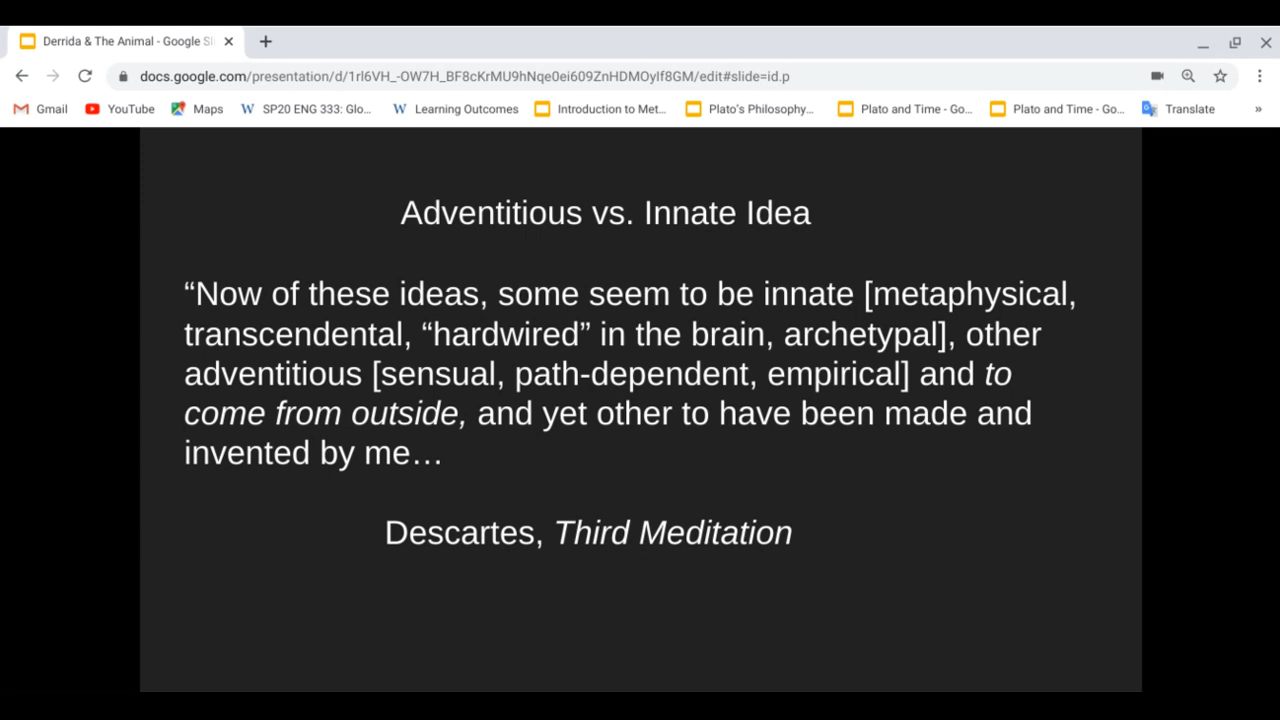 Derrida & The Animal - Google Sl
docs.google.com/presentation/d/1rl6VH_-OW7H_BF8cKrMU9hNqe0ei609ZnHDMOyIf8GM/edit#slide=id.p
Gmail YouTube Maps SP20 ENG 333: Glo... Learning Outcomes Introduction to Met... Plato's Philosophy... Plato and Time - Go... Plato and Time - Go... Translate »
Adventitious vs. Innate Idea
“Now of these ideas, some seem to be innate [metaphysical,
transcendental, “hardwired” in the brain, archetypal], other
adventitious [sensual, path-dependent, empirical] and to
come from outside, and yet other to have been made and
invented by me…
Descartes, Third Meditation